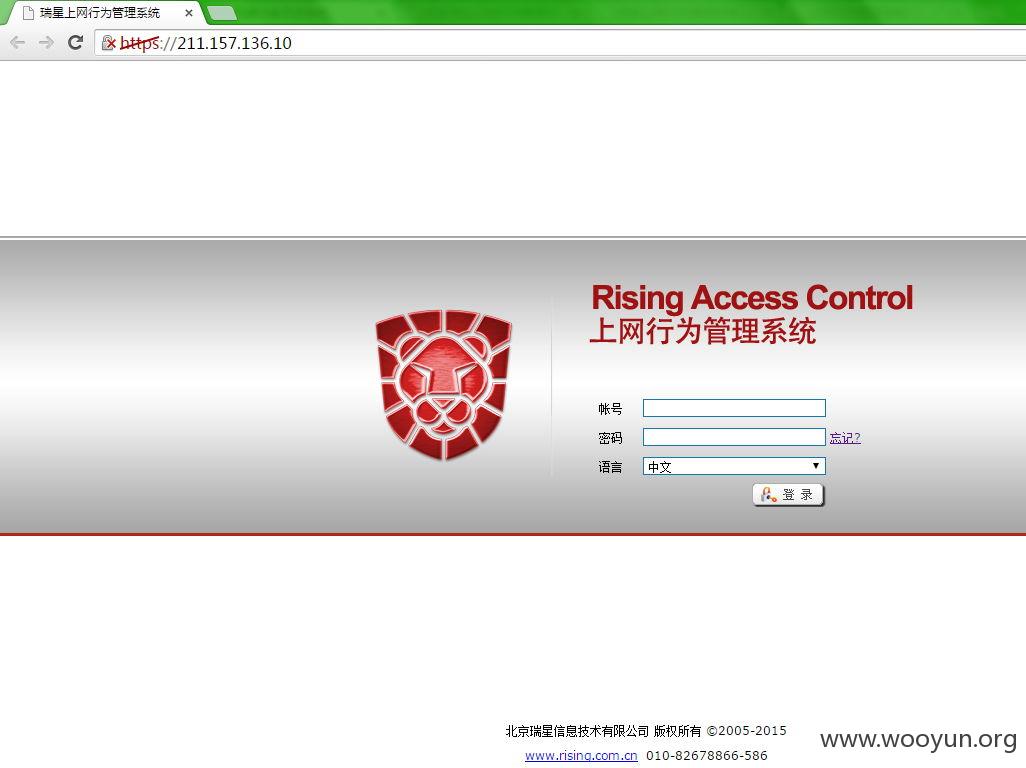 瑞星上网行为管理系统
https://211.157.136.10
Rising Access Control
上网行为管理系统
帐号
密码 忘记?
语言 中文
登 录
北京瑞星信息技术有限公司 版权所有 ©2005-2015
www.rising.com.cn 010-82678866-586
www.wooyun.org